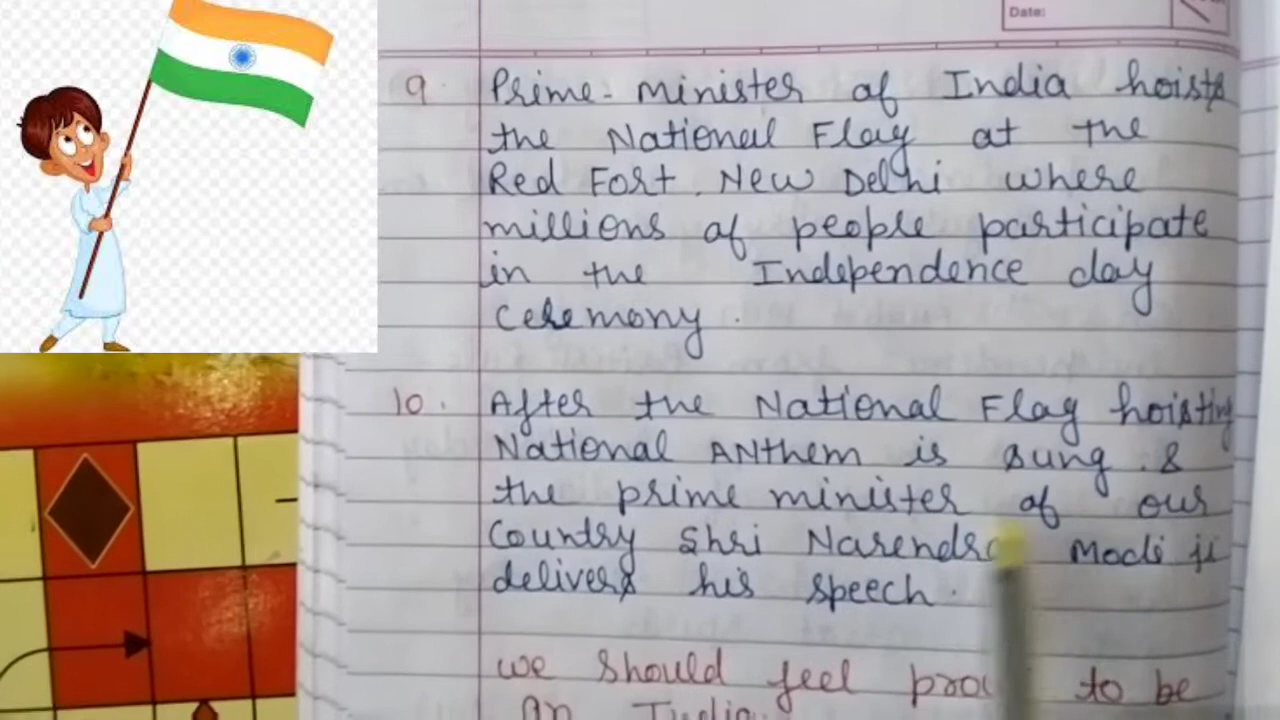 Date:
9. Prime-minister of India hoists
the National Flag at the
Red Fort, New Delhi where
millions of people participate
in the Independence day
ceremony.
10. After the National Flag hoisting
National Anthem is sung &
the prime minister of our
Country Shri Narendra Modi ji
delivers his speech.
we should feel to be
an